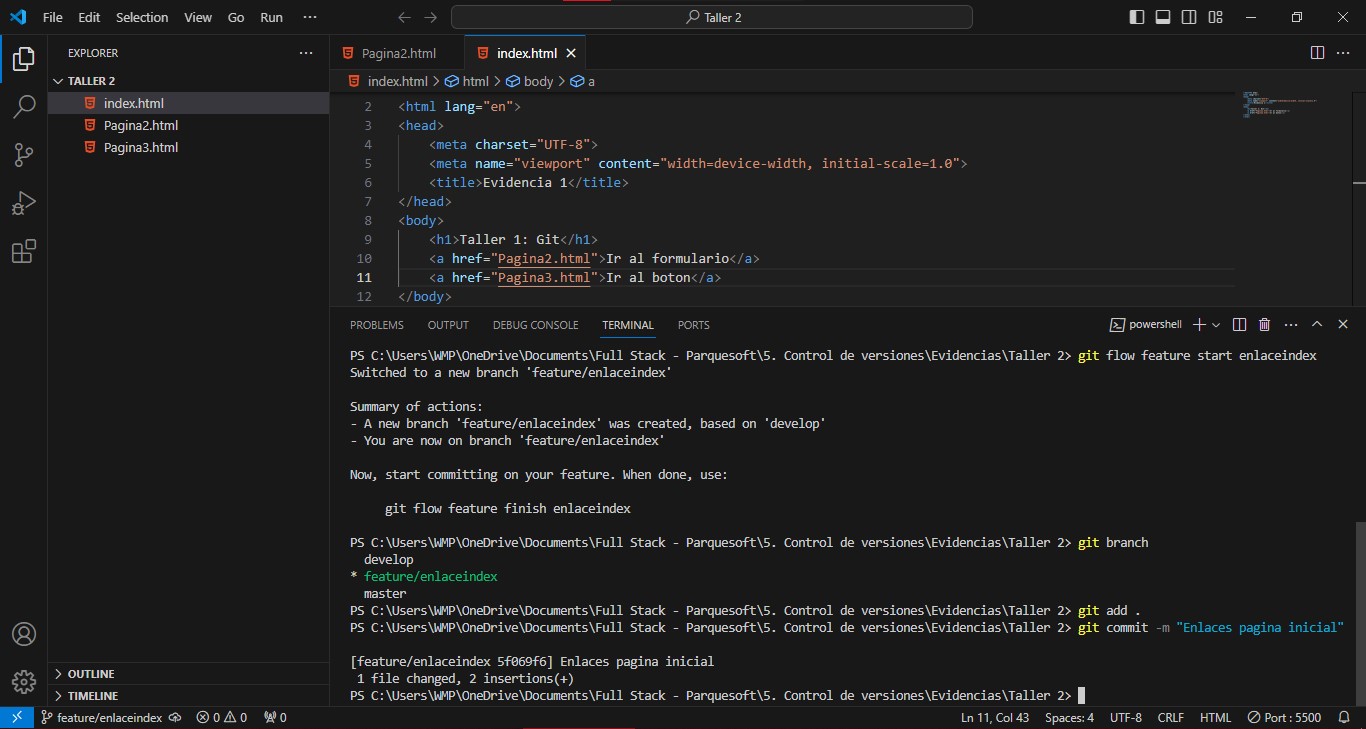 File Edit Selection View Go Run ···
Taller 2
EXPLORER
TALLER 2
index.html
Pagina2.html
Pagina3.html
OUTLINE
TIMELINE
Pagina2.html index.html
index.html > html > body > a
2 <html lang="en">
3 <head>
4 <meta charset="UTF-8">
5 <meta name="viewport" content="width=device-width, initial-scale=1.0">
6 <title>Evidencia 1</title>
7 </head>
8 <body>
9 <h1>Taller 1: Git</h1>
10 <a href="Pagina2.html">Ir al formulario</a>
11 <a href="Pagina3.html">Ir al boton</a>
12 </body>
PROBLEMS OUTPUT DEBUG CONSOLE TERMINAL PORTS
powershell
PS C:\Users\WMP\OneDrive\Documents\Full Stack - Parquesoft\5. Control de versiones\Evidencias\Taller 2> git flow feature start enlaceindex
Switched to a new branch 'feature/enlaceindex'
Summary of actions:
- A new branch 'feature/enlaceindex' was created, based on 'develop'
- You are now on branch 'feature/enlaceindex'
Now, start committing on your feature. When done, use:
git flow feature finish enlaceindex
PS C:\Users\WMP\OneDrive\Documents\Full Stack - Parquesoft\5. Control de versiones\Evidencias\Taller 2> git branch
develop
* feature/enlaceindex
master
PS C:\Users\WMP\OneDrive\Documents\Full Stack - Parquesoft\5. Control de versiones\Evidencias\Taller 2> git add .
PS C:\Users\WMP\OneDrive\Documents\Full Stack - Parquesoft\5. Control de versiones\Evidencias\Taller 2> git commit -m "Enlaces pagina inicial"
[feature/enlaceindex 5f069f6] Enlaces pagina inicial
1 file changed, 2 insertions(+)
PS C:\Users\WMP\OneDrive\Documents\Full Stack - Parquesoft\5. Control de versiones\Evidencias\Taller 2>
feature/enlaceindex 0 0 0 Ln 11, Col 43 Spaces: 4 UTF-8 CRLF HTML Port : 5500